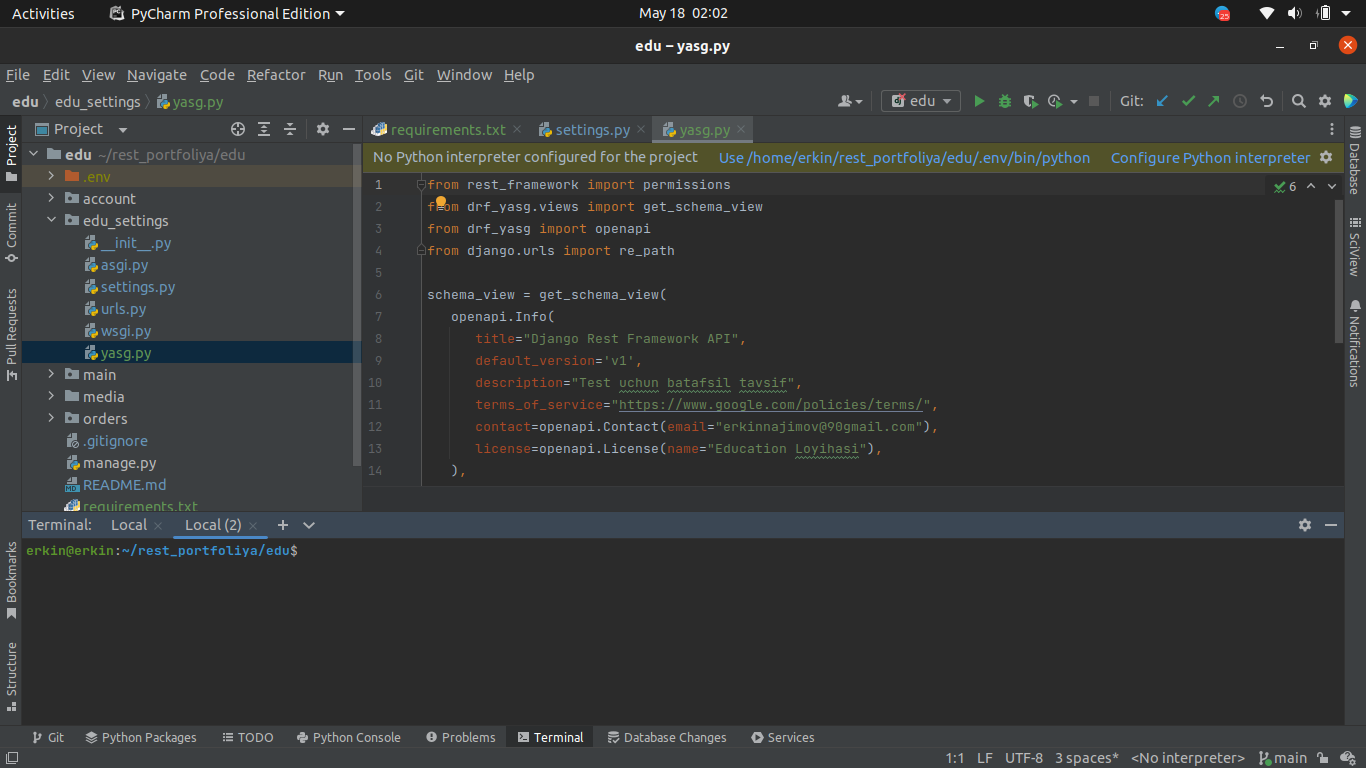 Activities
PyCharm Professional Edition
May 18 02:02
25
edu – yasg.py
File Edit View Navigate Code Refactor Run Tools Git Window Help
edu edu_settings yasg.py
edu
Git:
Project
requirements.txt
settings.py
yasg.py
No Python interpreter configured for the project
Use /home/erkin/rest_portfoliya/edu/.env/bin/python
Configure Python interpreter
edu ~/rest_portfoliya/edu
.env
account
edu_settings
__init__.py
asgi.py
settings.py
urls.py
wsgi.py
yasg.py
main
media
orders
.gitignore
manage.py
README.md
requirements.txt
6
1 from rest_framework import permissions
2 from drf_yasg.views import get_schema_view
3 from drf_yasg import openapi
4 from django.urls import re_path
5
6 schema_view = get_schema_view(
7 openapi.Info(
8 title="Django Rest Framework API",
9 default_version='v1',
10 description="Test uchun batafsil tavsif",
11 terms_of_service="https://www.google.com/policies/terms/",
12 contact=openapi.Contact(email="erkinnajimov@90gmail.com"),
13 license=openapi.License(name="Education Loyihasi"),
14 ),
Project
Commit
Pull Requests
Bookmarks
Structure
Database
SciView
Notifications
Terminal: Local Local (2)
erkin@erkin:~/rest_portfoliya/edu$
Git Python Packages TODO Python Console Problems Terminal Database Changes Services
1:1 LF UTF-8 3 spaces* <No interpreter> main